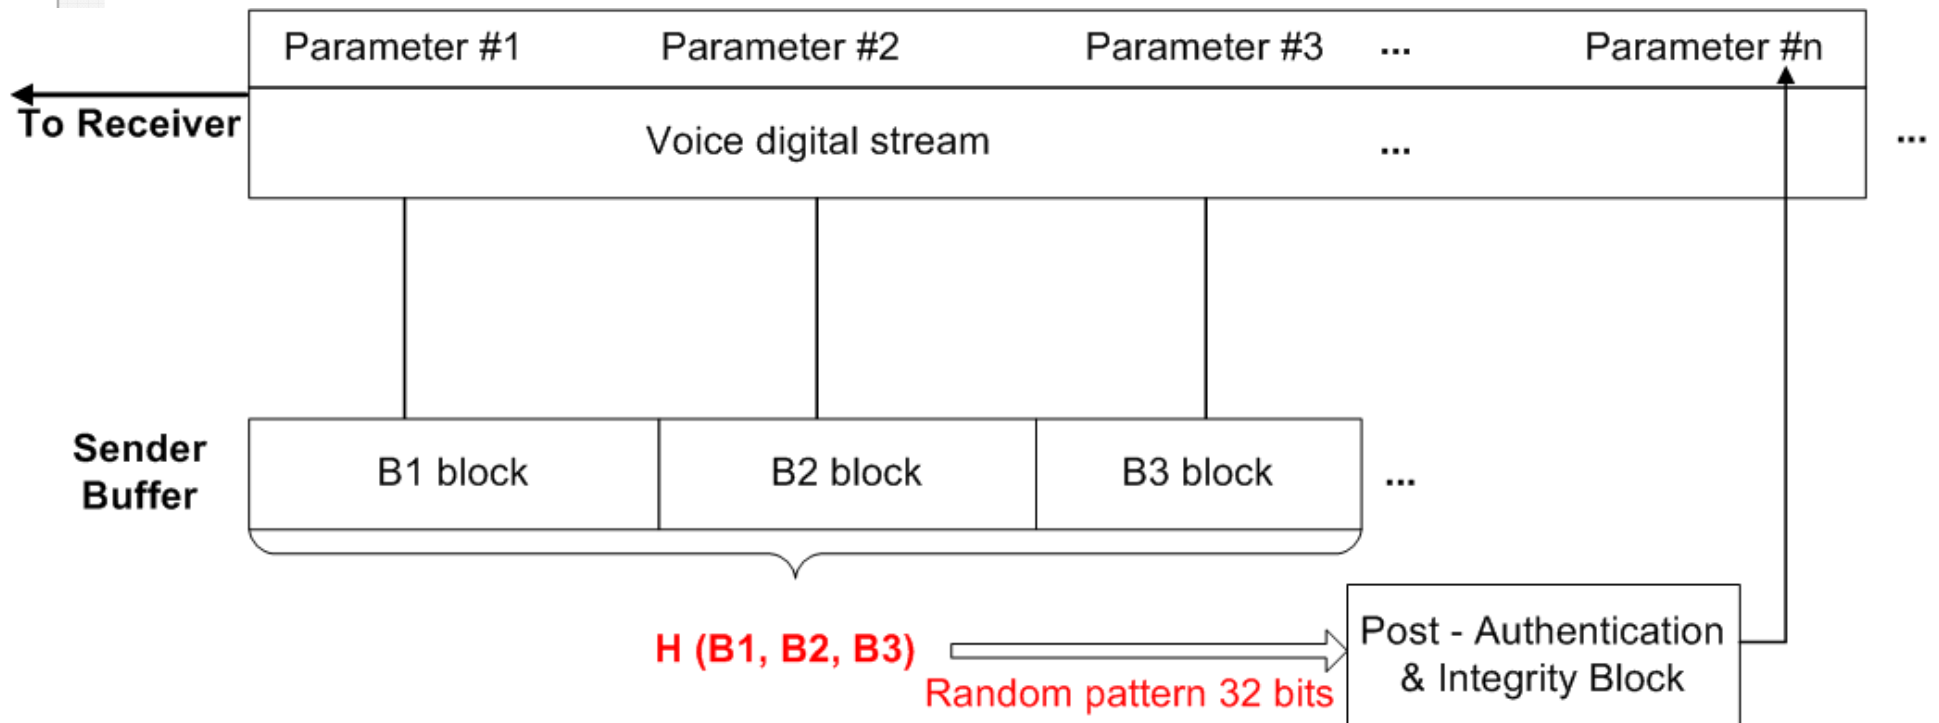 Parameter #1 Parameter #2 Parameter #3 ... Parameter #n
To Receiver
Voice digital stream ... ...
Sender
Buffer
B1 block B2 block B3 block ...
H (B1, B2, B3)
Random pattern 32 bits
Post - Authentication
& Integrity Block